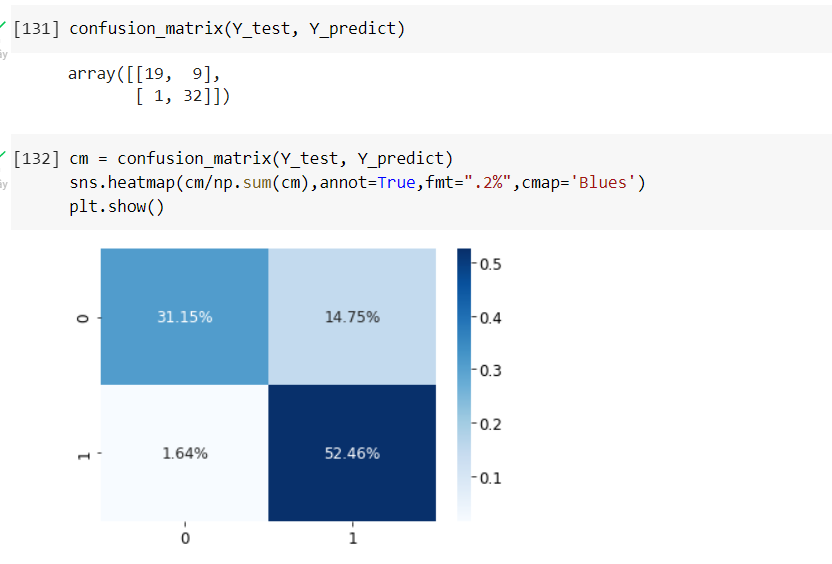 [131] confusion_matrix(Y_test, Y_predict)
array([[19,  9],
       [ 1, 32]])
[132] cm = confusion_matrix(Y_test, Y_predict)
sns.heatmap(cm/np.sum(cm),annot=True,fmt=".2%",cmap='Blues')
plt.show()
0.5
0
31.15%
14.75%
0.4
0.3
0.2
1
1.64%
52.46%
0.1
0
1